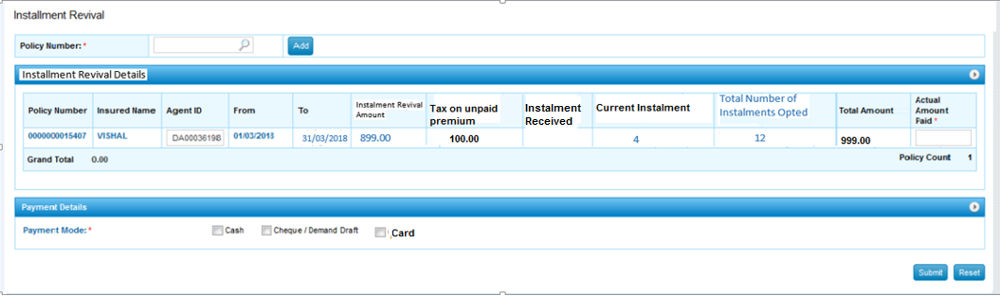 Installment Revival
Policy Number: *
Add
Installment Revival Details
Policy Number Insured Name Agent ID From To Instalment Revival Amount Tax on unpaid premium Instalment Received Current Instalment Total Number of Instalments Opted Total Amount Actual Amount Paid *
0000000015407 VISHAL DA0003619B 01/03/2018 31/03/2018 899.00 100.00 4 12 999.00
Grand Total 0.00 Policy Count 1
Payment Details
Payment Mode: * Cash Cheque / Demand Draft Card
Submit Reset